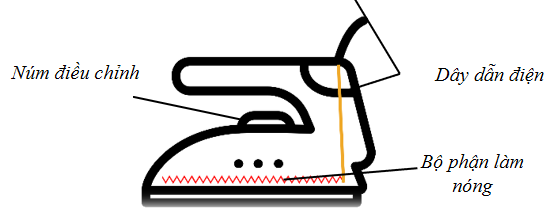 Núm điều chỉnh
Dây dẫn điện
Bộ phận làm
nóng